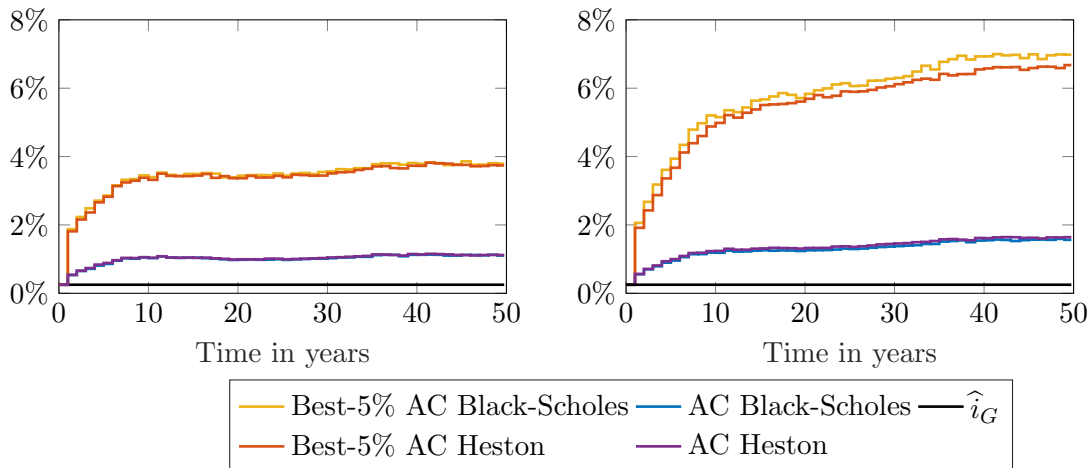 8%
6%
4%
2%
0%
0 10 20 30 40 50
Time in years
8%
6%
4%
2%
0%
0 10 20 30 40 50
Time in years
Best-5% AC Black-Scholes AC Black-Scholes $\widehat{i}_G$
Best-5% AC Heston AC Heston